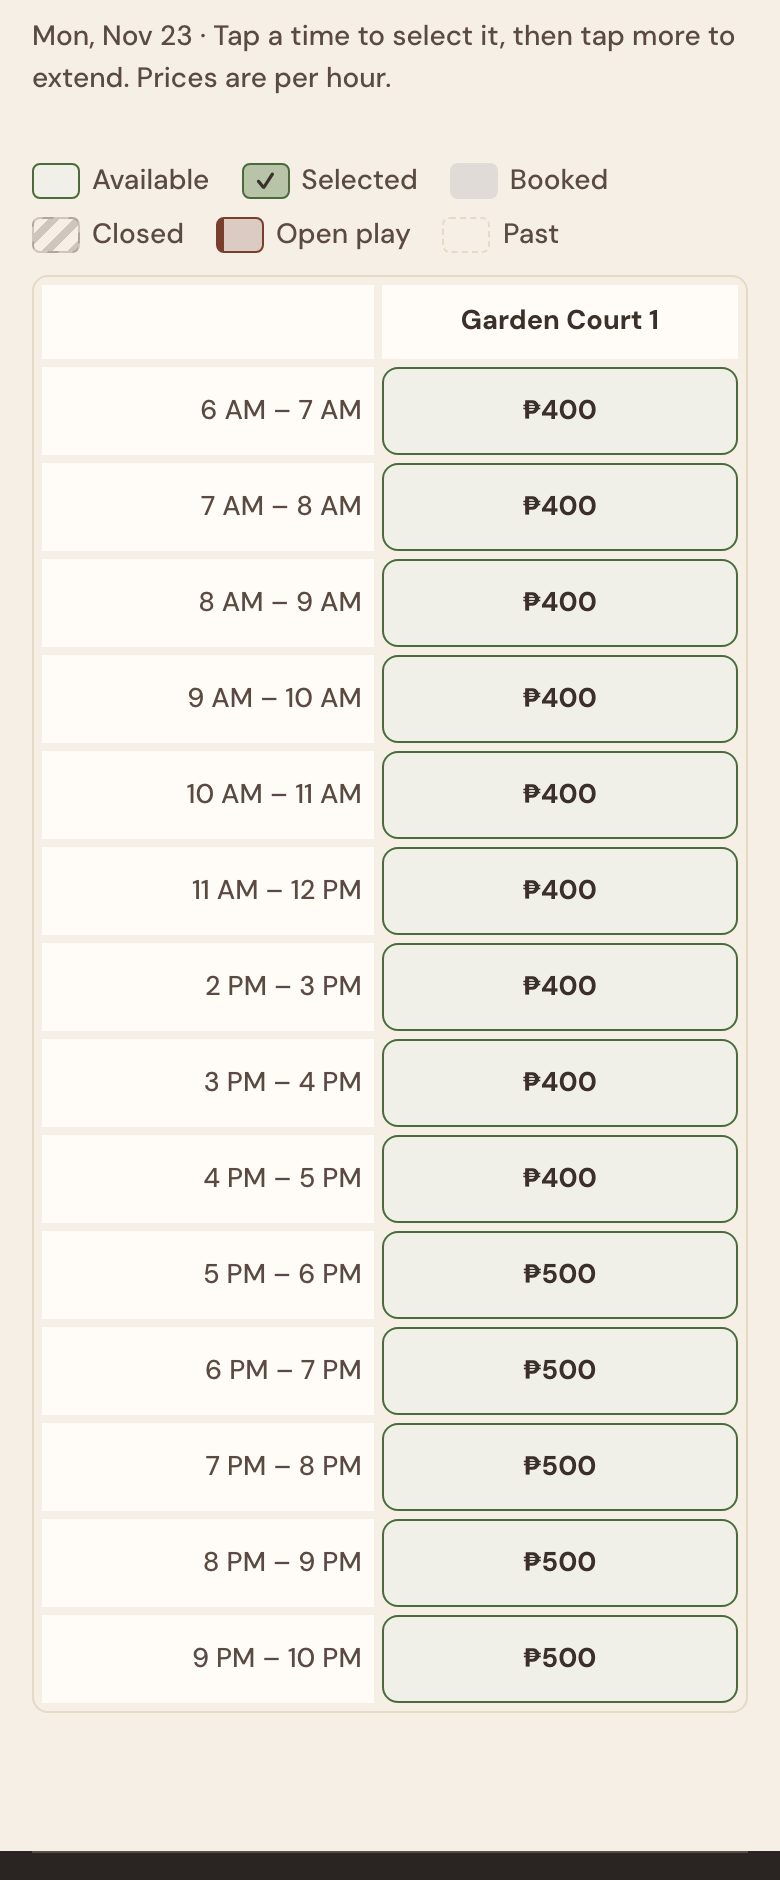 Mon, Nov 23 · Tap a time to select it, then tap more to
extend. Prices are per hour.
Available Selected Booked
Closed Open play Past
Garden Court 1
6 AM – 7 AM ₱400
7 AM – 8 AM ₱400
8 AM – 9 AM ₱400
9 AM – 10 AM ₱400
10 AM – 11 AM ₱400
11 AM – 12 PM ₱400
2 PM – 3 PM ₱400
3 PM – 4 PM ₱400
4 PM – 5 PM ₱400
5 PM – 6 PM ₱500
6 PM – 7 PM ₱500
7 PM – 8 PM ₱500
8 PM – 9 PM ₱500
9 PM – 10 PM ₱500